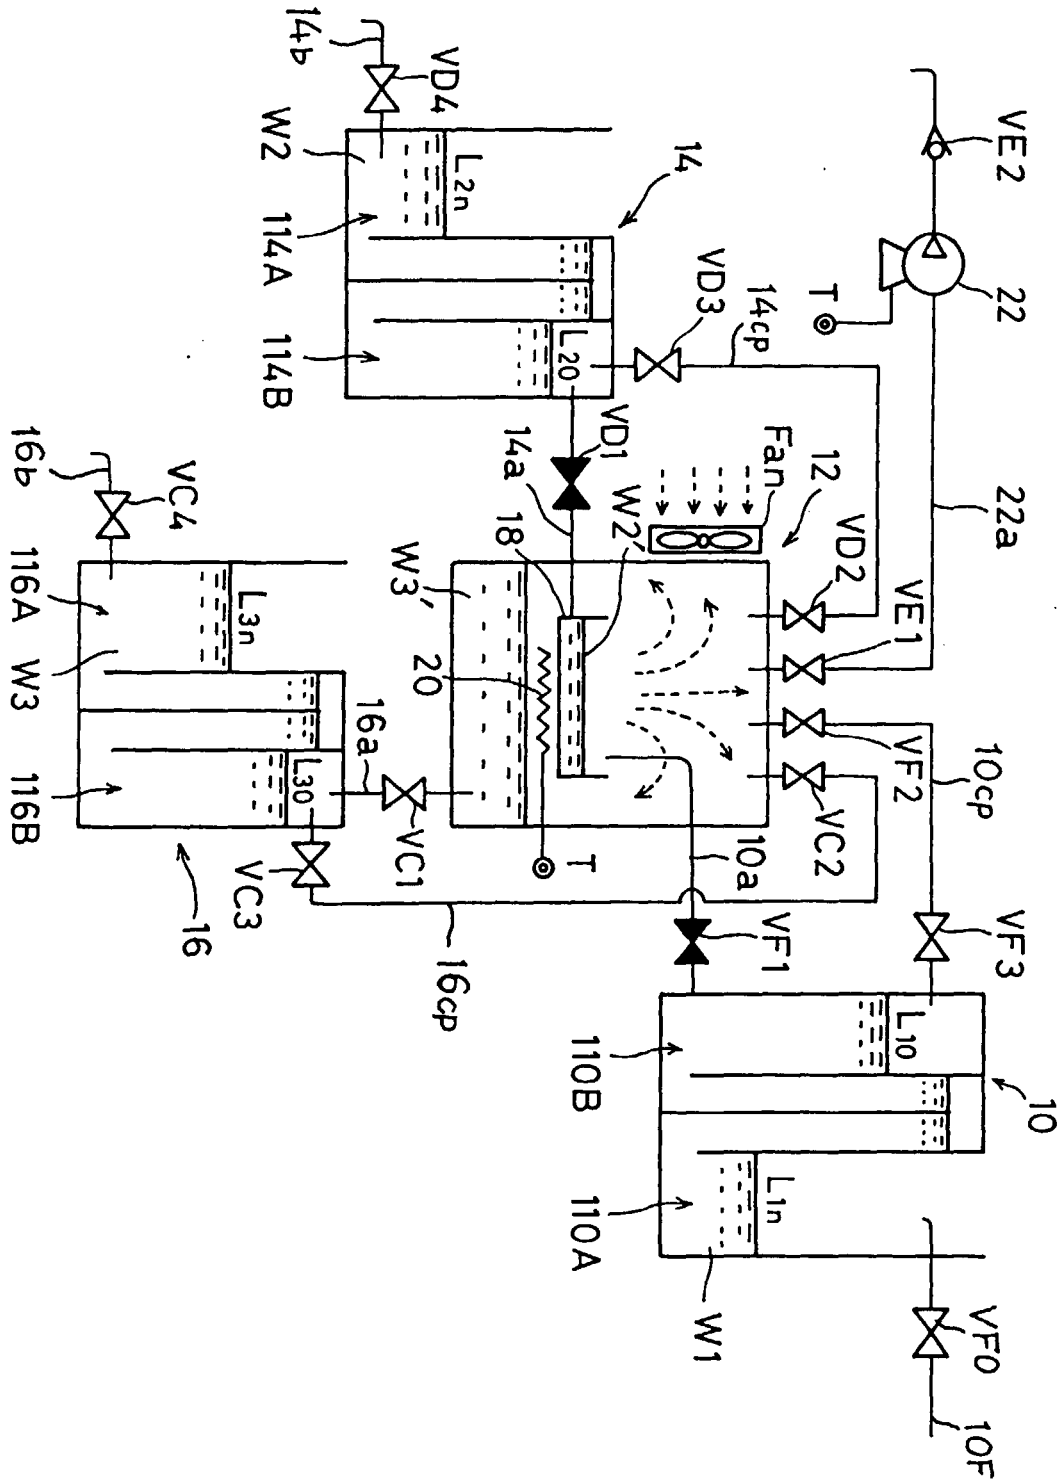 VE2
22
T
22a
14cp
VD3
14
14b
VD4
W2
L2n
114A
114B
L20
VD1
14a
18
W2'
Fan
12
VD2
VE1
VF2
10cp
VC2
VF3
10
W3'
20
T
10a
VF1
L10
110B
110A
L1n
W1
VF0
10F
16b
VC4
116A
L3n
W3
116B
L30
16a
VC1
VC3
16
16cp